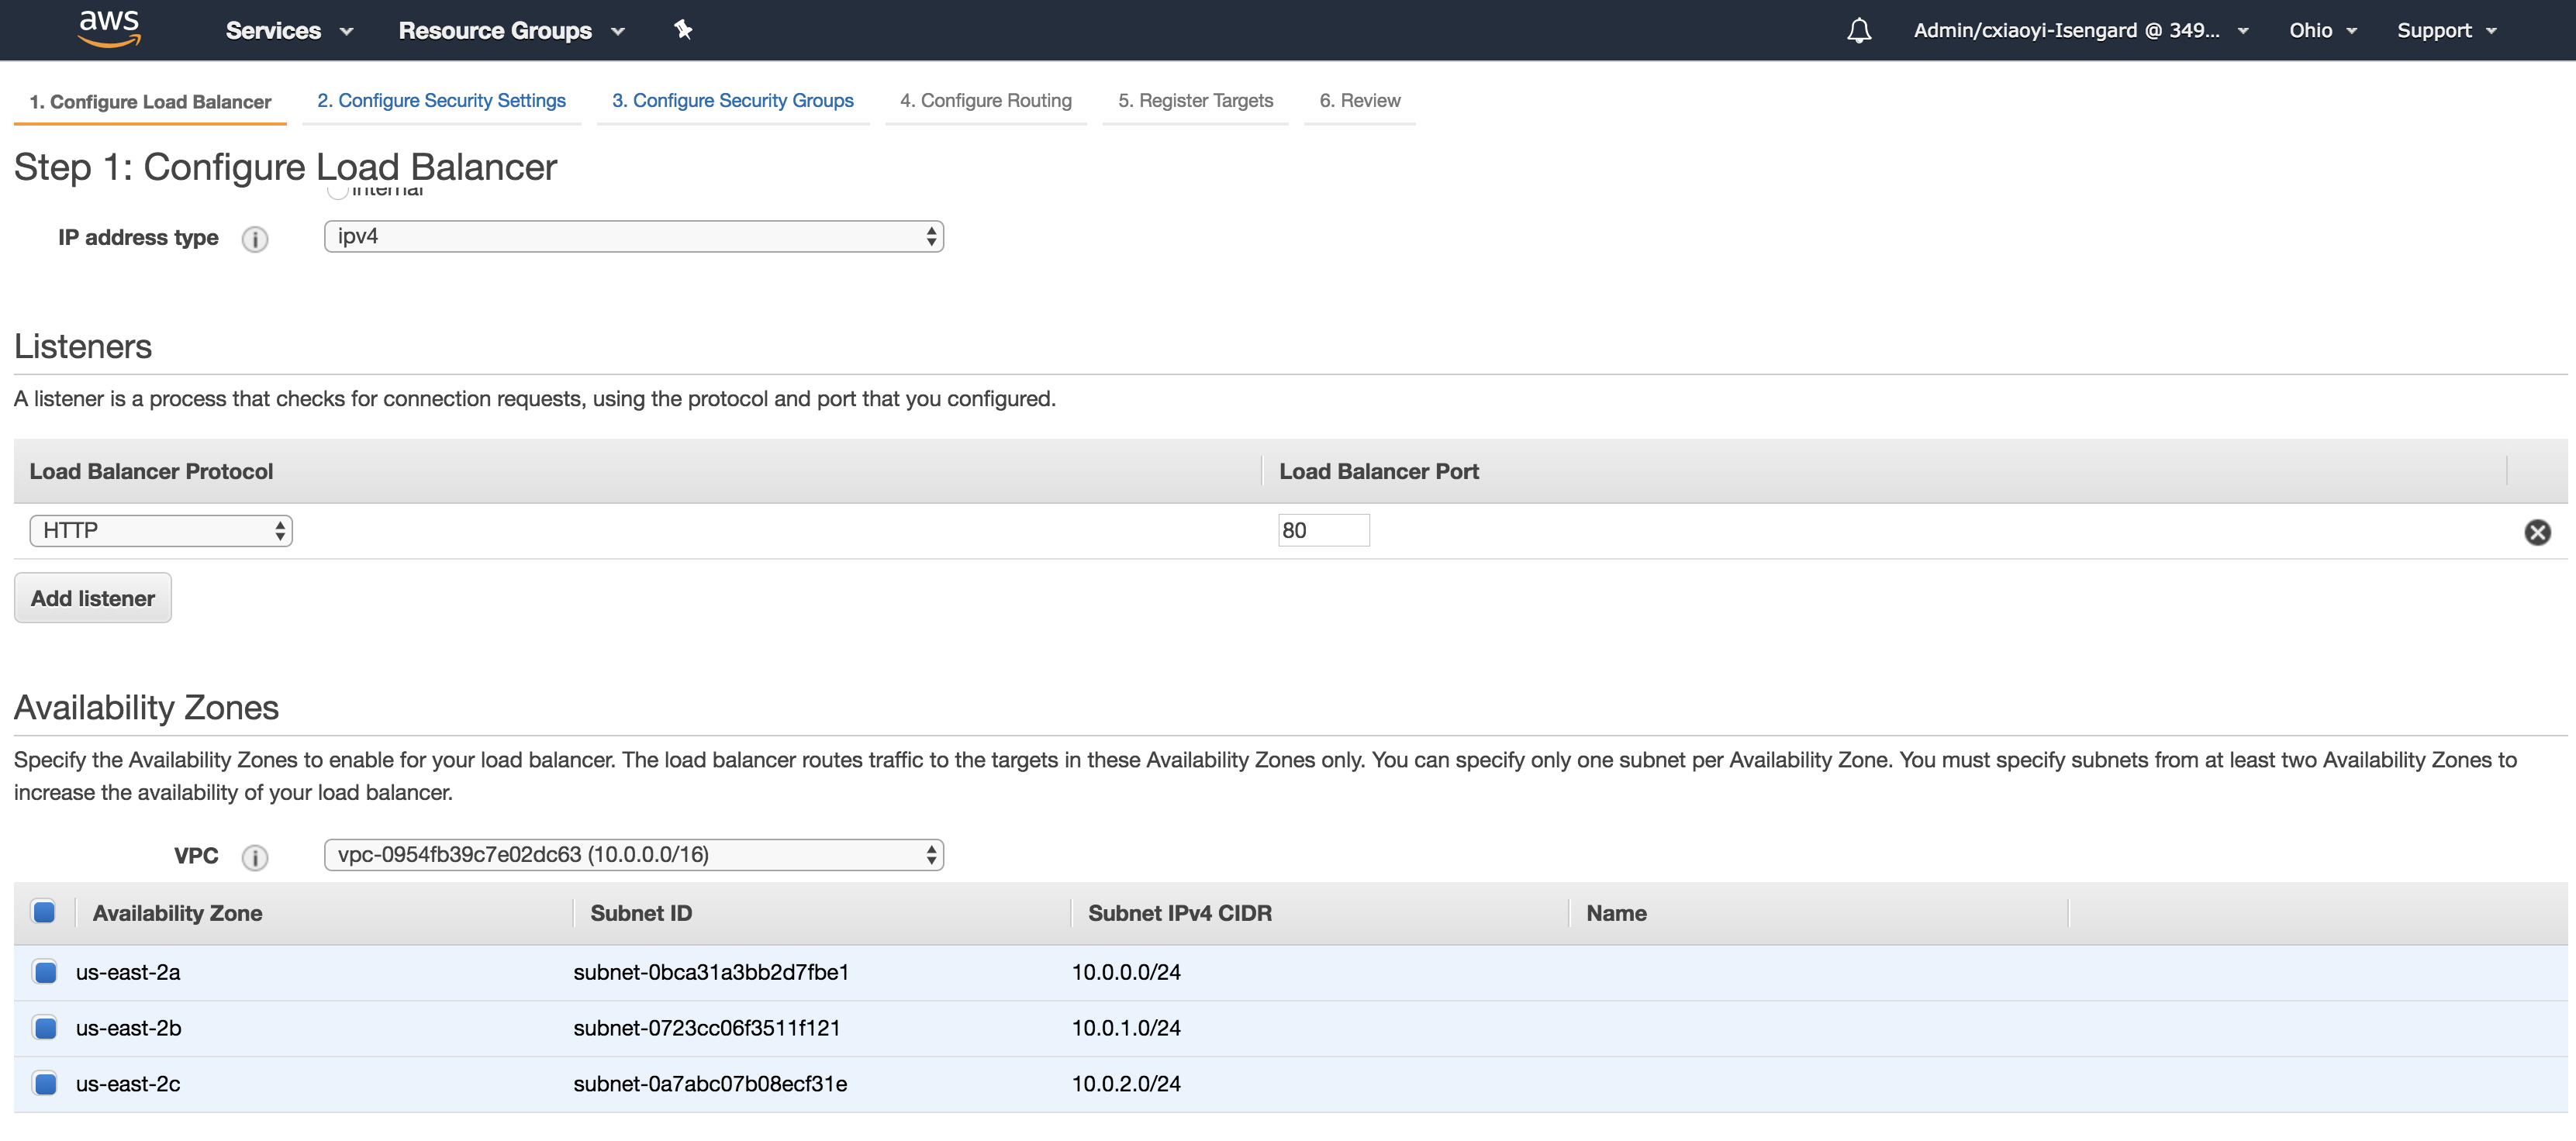 aws Services Resource Groups Admin/cxiaoyi-Isengard @ 349... Ohio Support
1. Configure Load Balancer 2. Configure Security Settings 3. Configure Security Groups 4. Configure Routing 5. Register Targets 6. Review
Step 1: Configure Load Balancer
internal
IP address type i ipv4
Listeners
A listener is a process that checks for connection requests, using the protocol and port that you configured.
Load Balancer Protocol Load Balancer Port
HTTP 80
Add listener
Availability Zones
Specify the Availability Zones to enable for your load balancer. The load balancer routes traffic to the targets in these Availability Zones only. You can specify only one subnet per Availability Zone. You must specify subnets from at least two Availability Zones to
increase the availability of your load balancer.
VPC i vpc-0954fb39c7e02dc63 (10.0.0.0/16)
Availability Zone Subnet ID Subnet IPv4 CIDR Name
us-east-2a subnet-0bca31a3bb2d7fbe1 10.0.0.0/24
us-east-2b subnet-0723cc06f3511f121 10.0.1.0/24
us-east-2c subnet-0a7abc07b08ecf31e 10.0.2.0/24